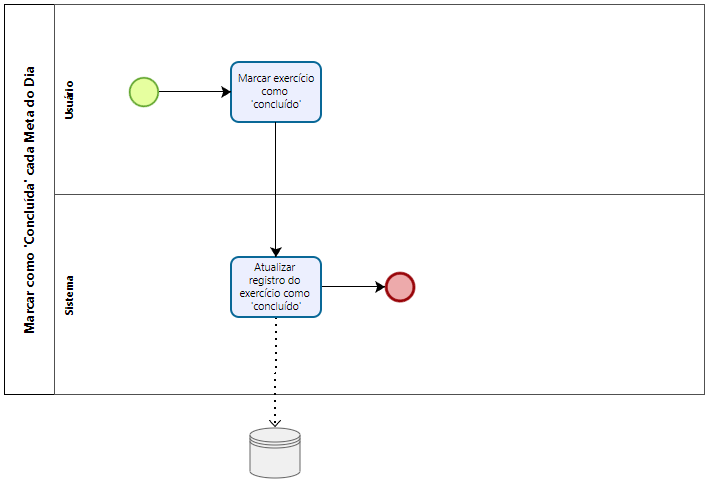 Marcar como 'Concluída' cada Meta do Dia
Usuário
Marcar exercício
como
'concluído'
Sistema
Atualizar
registro do
exercício como
'concluído'